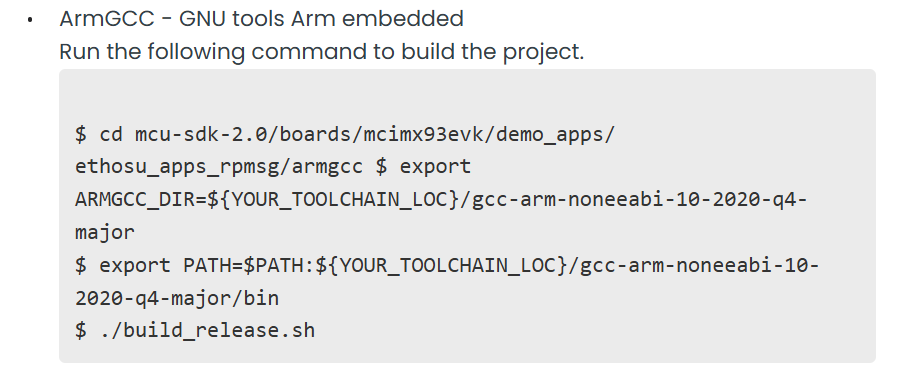 • ArmGCC - GNU tools Arm embedded
Run the following command to build the project.
$ cd mcu-sdk-2.0/boards/mcimx93evk/demo_apps/
ethosu_apps_rpmsg/armgcc $ export
ARMGCC_DIR=${YOUR_TOOLCHAIN_LOC}/gcc-arm-noneeabi-10-2020-q4-
major
$ export PATH=$PATH:${YOUR_TOOLCHAIN_LOC}/gcc-arm-noneeabi-10-
2020-q4-major/bin
$ ./build_release.sh